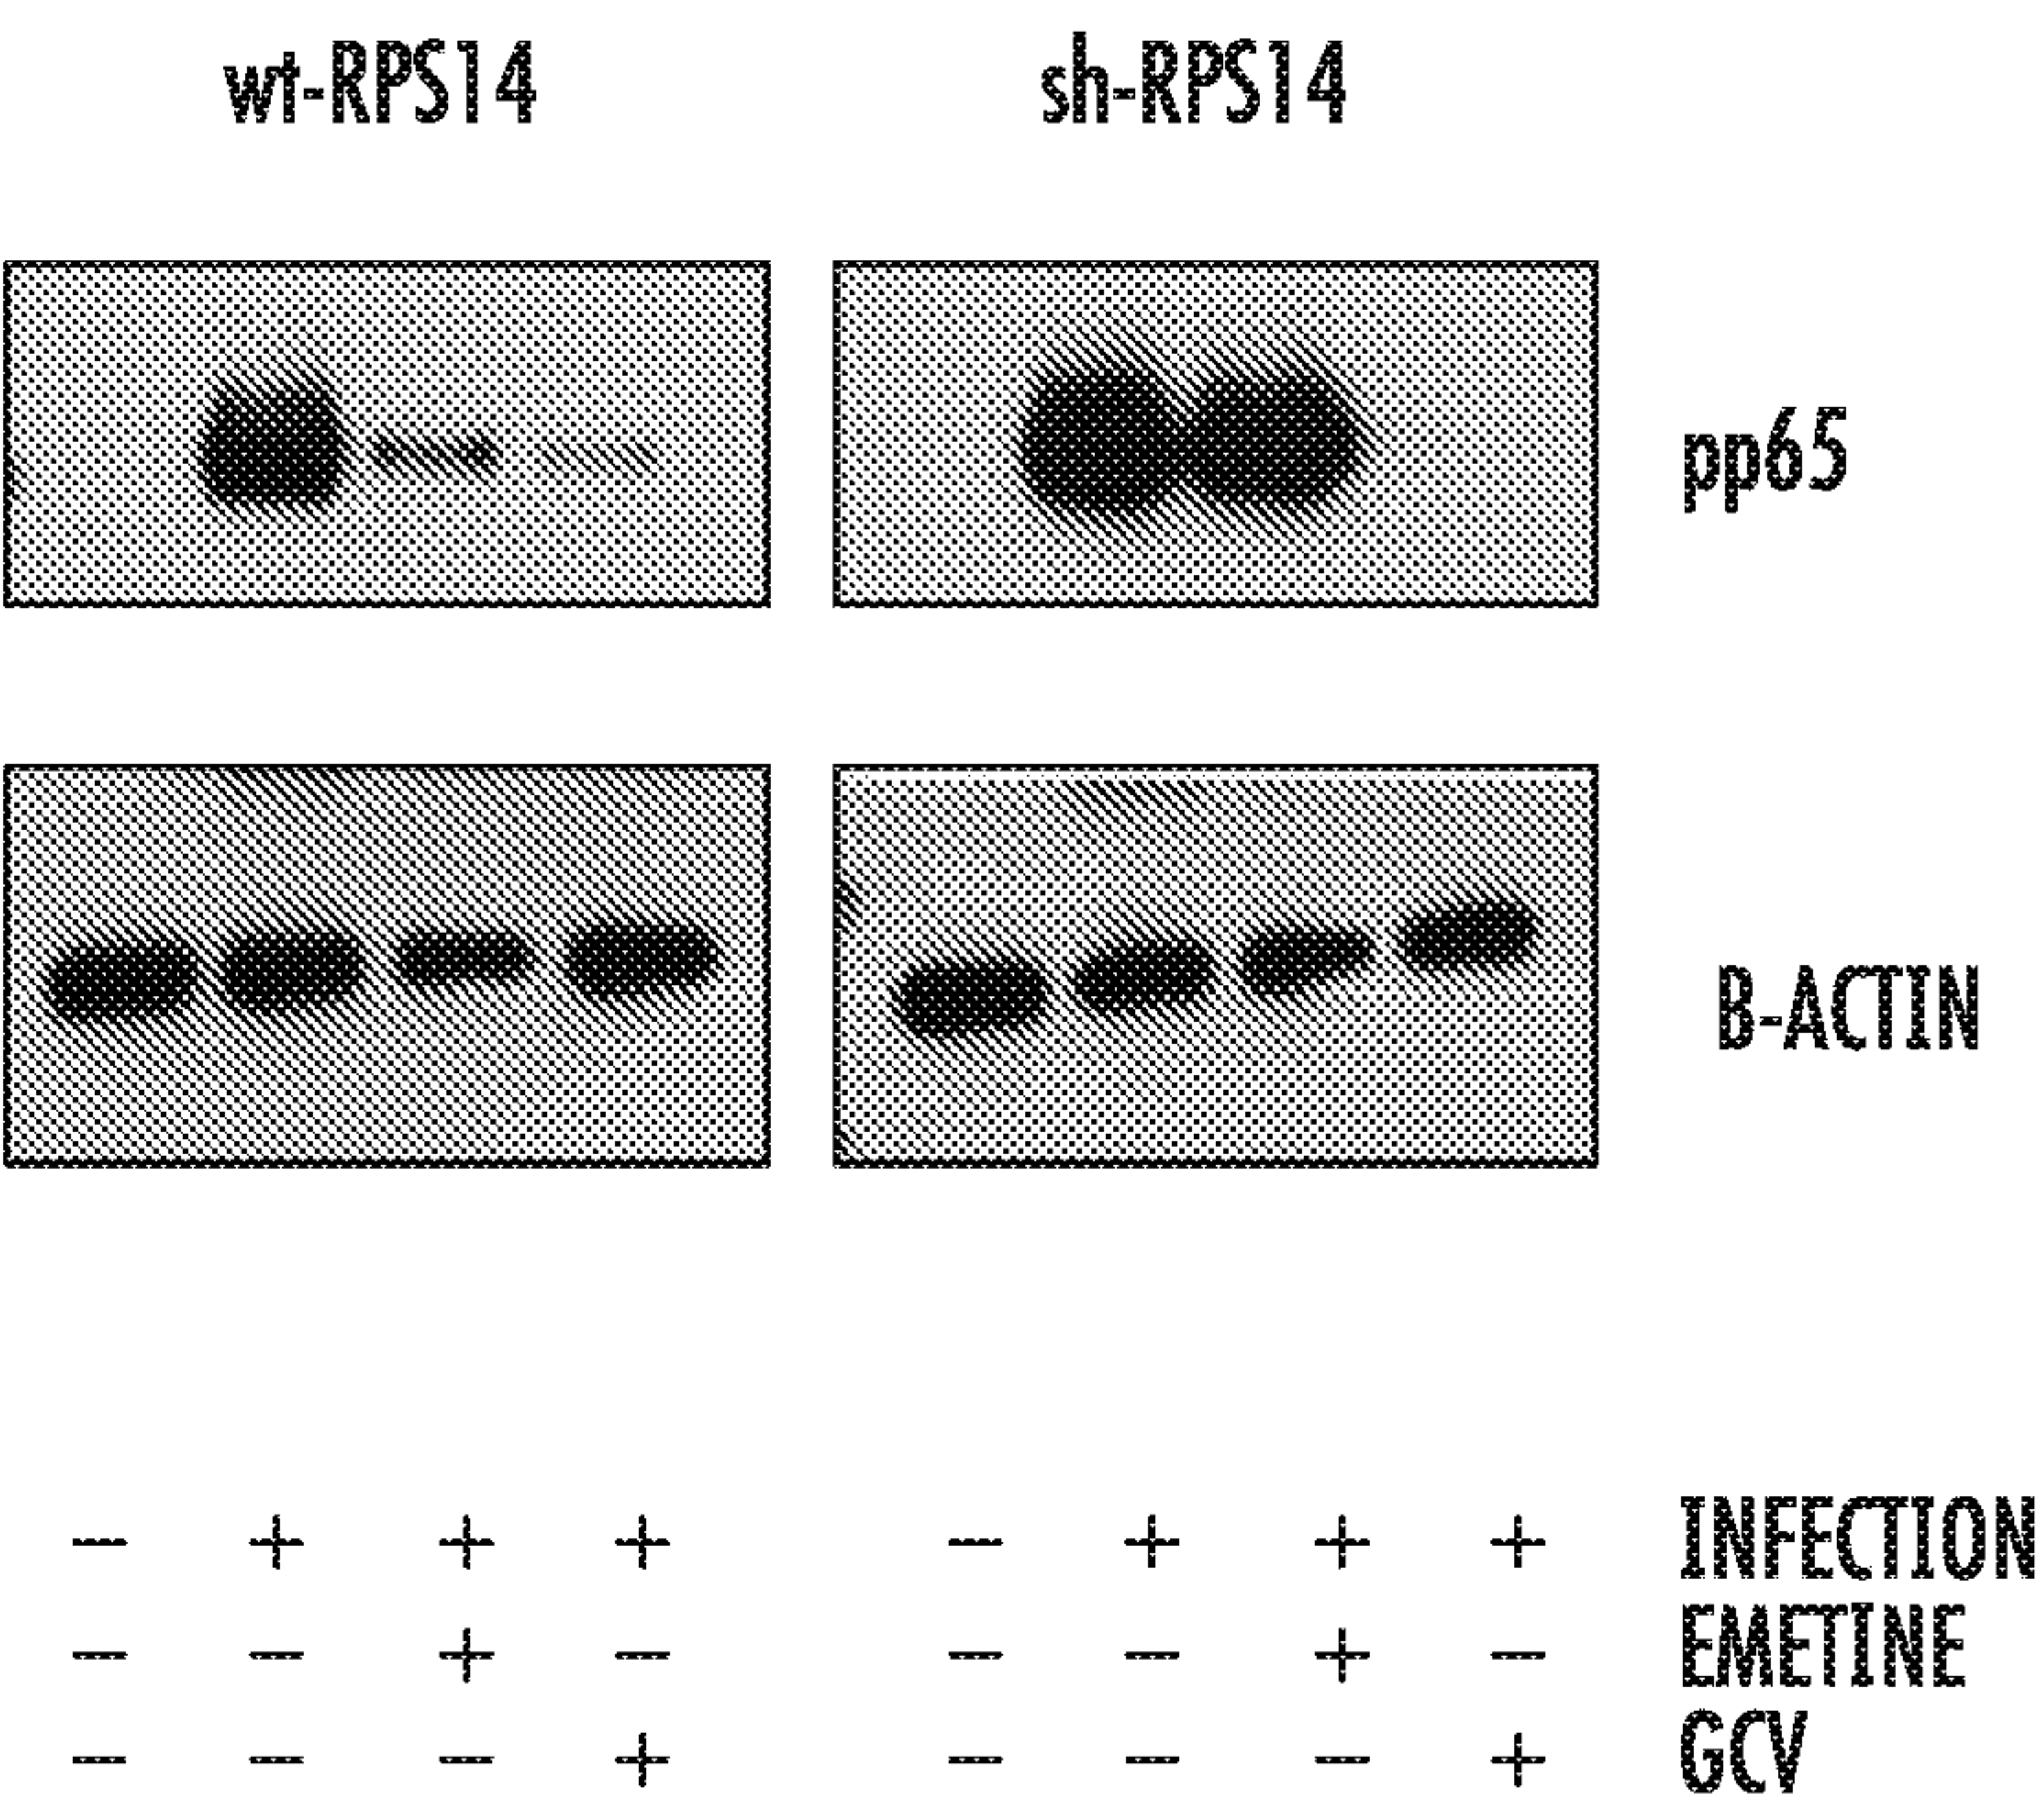 wt-RPS14 sh-RPS14
pp65
B-ACTIN
− + + + − + + + INFECTION
− − + − − − + − EMETINE
− − − + − − − + GCV